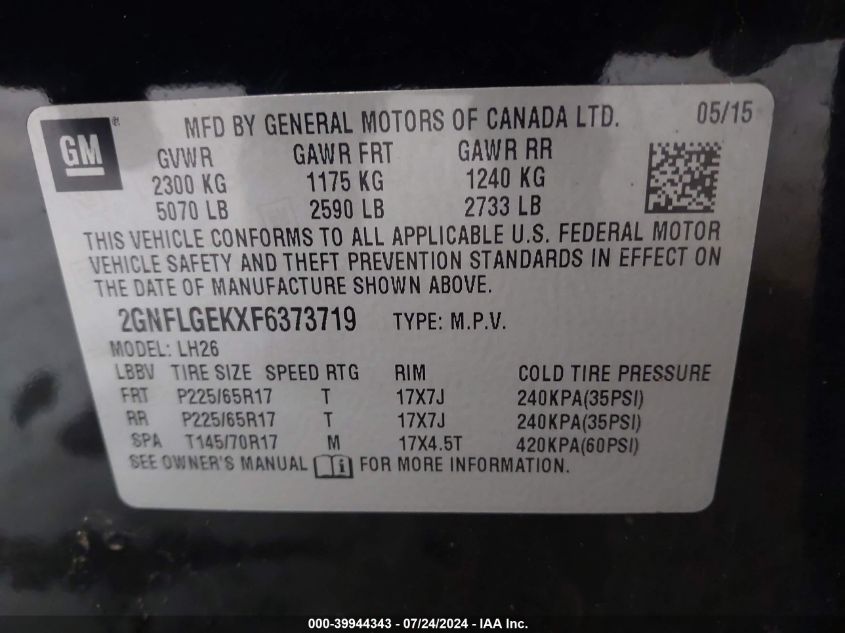 GM®
MFD BY GENERAL MOTORS OF CANADA LTD. 05/15
GVWR GAWR FRT GAWR RR
2300 KG 1175 KG 1240 KG
5070 LB 2590 LB 2733 LB
THIS VEHICLE CONFORMS TO ALL APPLICABLE U.S. FEDERAL MOTOR
VEHICLE SAFETY AND THEFT PREVENTION STANDARDS IN EFFECT ON
THE DATE OF MANUFACTURE SHOWN ABOVE.
2GNFLGEKXF6373719 TYPE: M.P.V.
MODEL: LH26
LBBV TIRE SIZE SPEED RTG RIM COLD TIRE PRESSURE
FRT P225/65R17 T 17X7J 240KPA(35PSI)
RR P225/65R17 T 17X7J 240KPA(35PSI)
SPA T145/70R17 M 17X4.5T 420KPA(60PSI)
SEE OWNER'S MANUAL i FOR MORE INFORMATION.
000-39944343 - 07/24/2024 - IAA Inc.